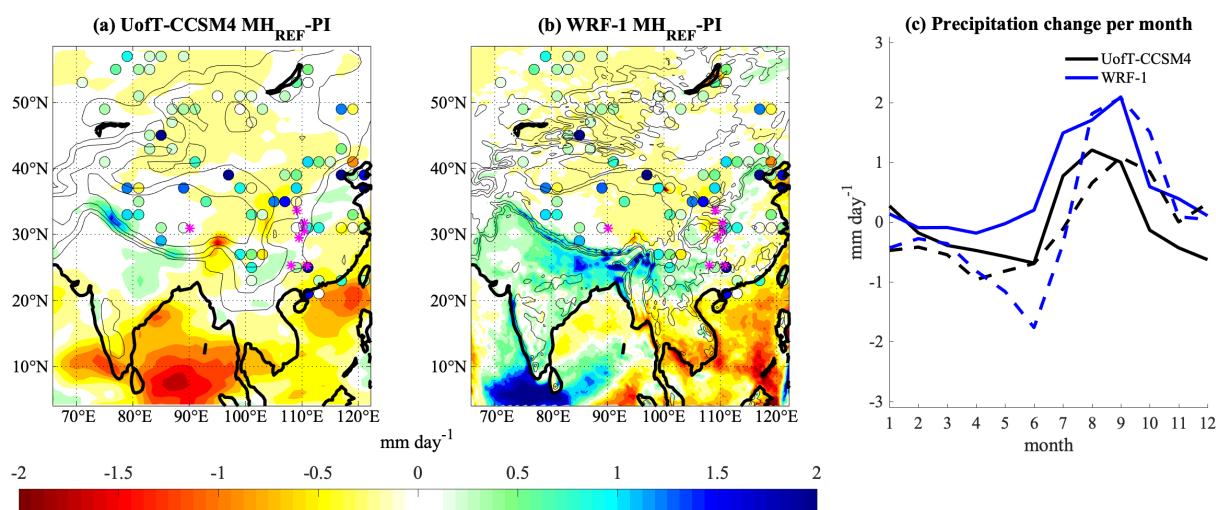 (a) UofT-CCSM4 MH_REF-PI
(b) WRF-1 MH_REF-PI
(c) Precipitation change per month
50°N
40°N
30°N
20°N
10°N
70°E 80°E 90°E 100°E 110°E 120°E
50°N
40°N
30°N
20°N
10°N
70°E 80°E 90°E 100°E 110°E 120°E
UofT-CCSM4
WRF-1
3
2
1
0
-1
-2
-3
mm day⁻¹
1 2 3 4 5 6 7 8 9 10 11 12
month
mm day⁻¹
-2 -1.5 -1 -0.5 0 0.5 1 1.5 2